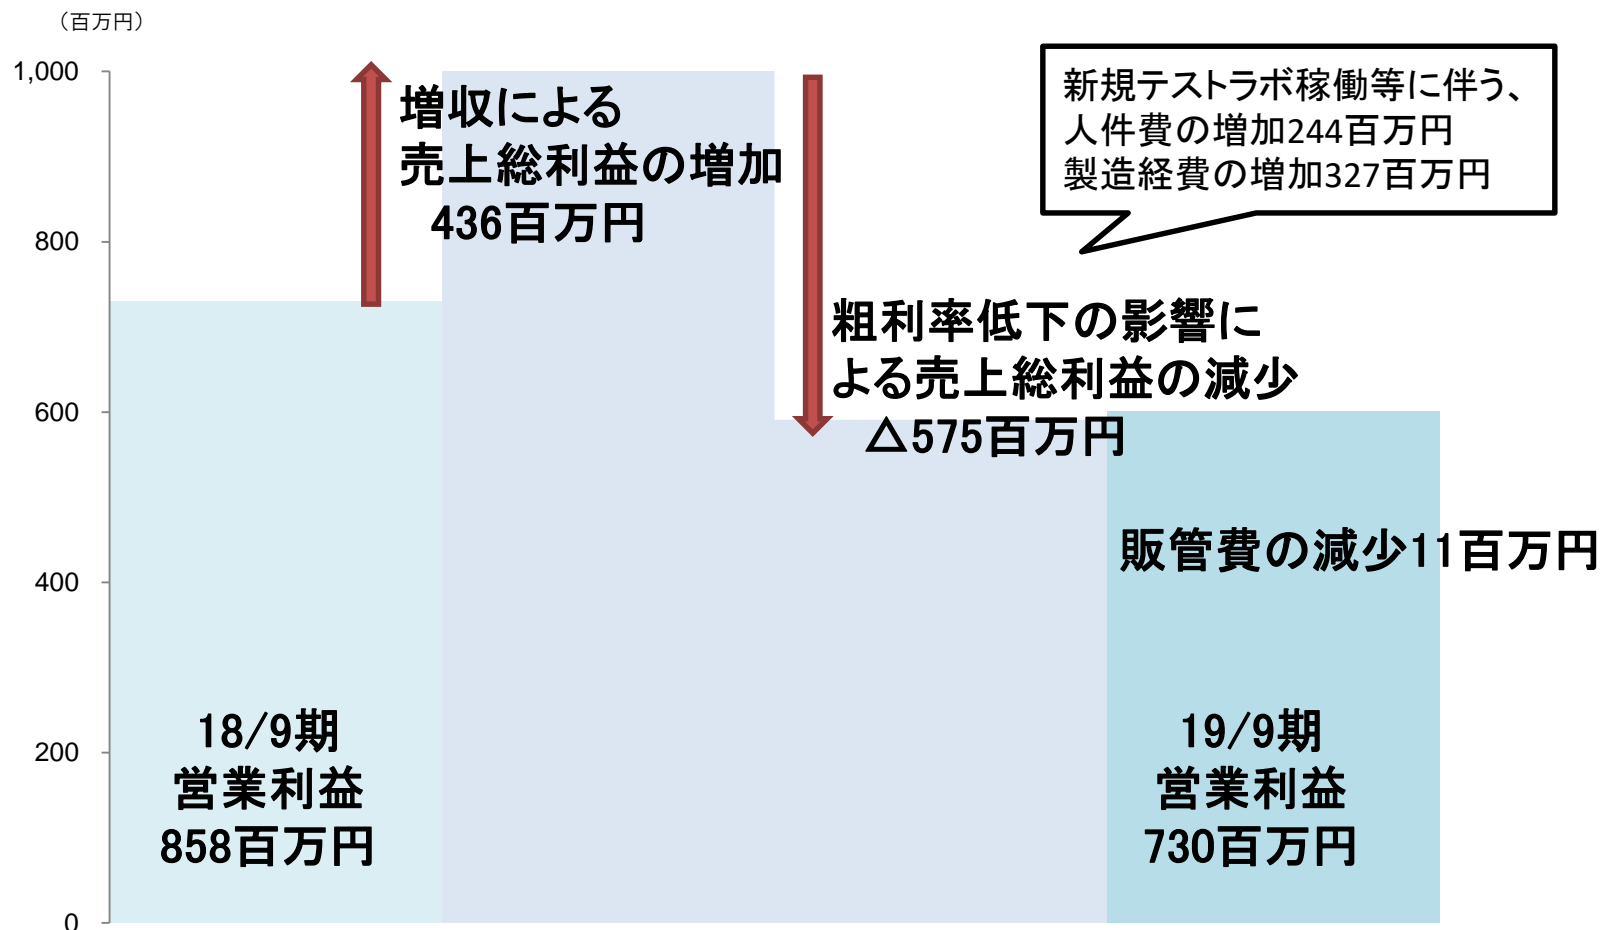 （百万円）
1,000
800
600
400
200
0
増収による
売上総利益の増加
436百万円
新規テストラボ稼働等に伴う、
人件費の増加244百万円
製造経費の増加327百万円
粗利率低下の影響に
よる売上総利益の減少
△575百万円
販管費の減少11百万円
18/9期
営業利益
858百万円
19/9期
営業利益
730百万円